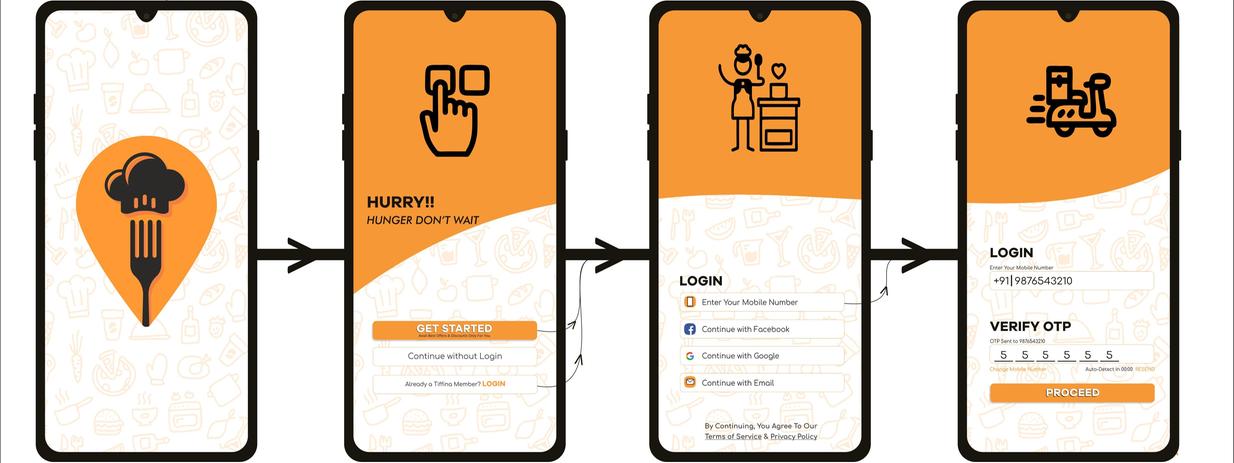 HURRY!!
HUNGER DON'T WAIT
GET STARTED
Avail Best Offers & Discounts Only For You
Continue without Login
Already a Tiffina Member? LOGIN
LOGIN
Enter Your Mobile Number
Continue with Facebook
Continue with Google
Continue with Email
By Continuing, You Agree To Our
Terms of Service & Privacy Policy
LOGIN
Enter Your Mobile Number
+91 9876543210
VERIFY OTP
OTP Sent to 9876543210
5 5 5 5 5 5
Change Mobile Number Auto-Detect in 00:00 RESEND
PROCEED